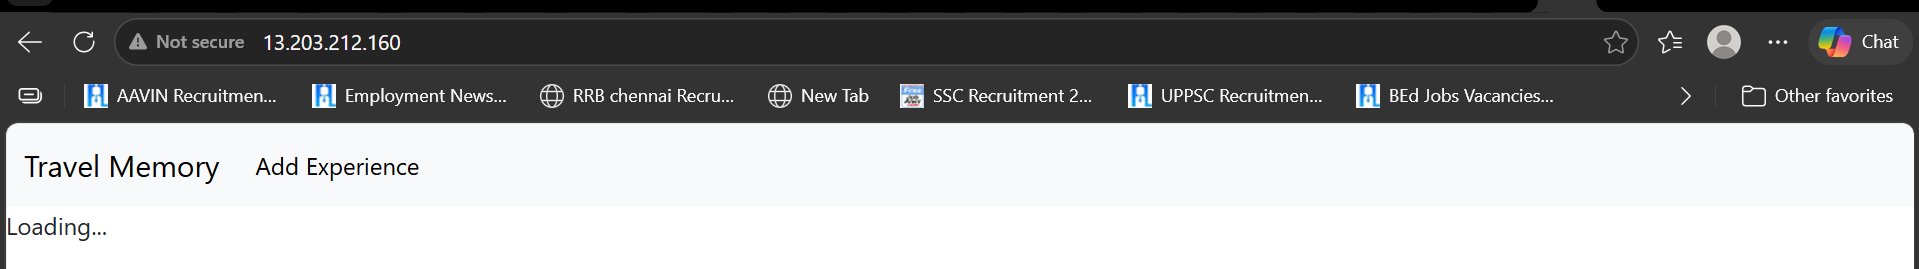 Not secure 13.203.212.160 Chat
AAVIN Recruitmen... Employment News... RRB chennai Recru... New Tab SSC Recruitment 2... UPPSC Recruitmen... BEd Jobs Vacancies... Other favorites
Travel Memory Add Experience
Loading...